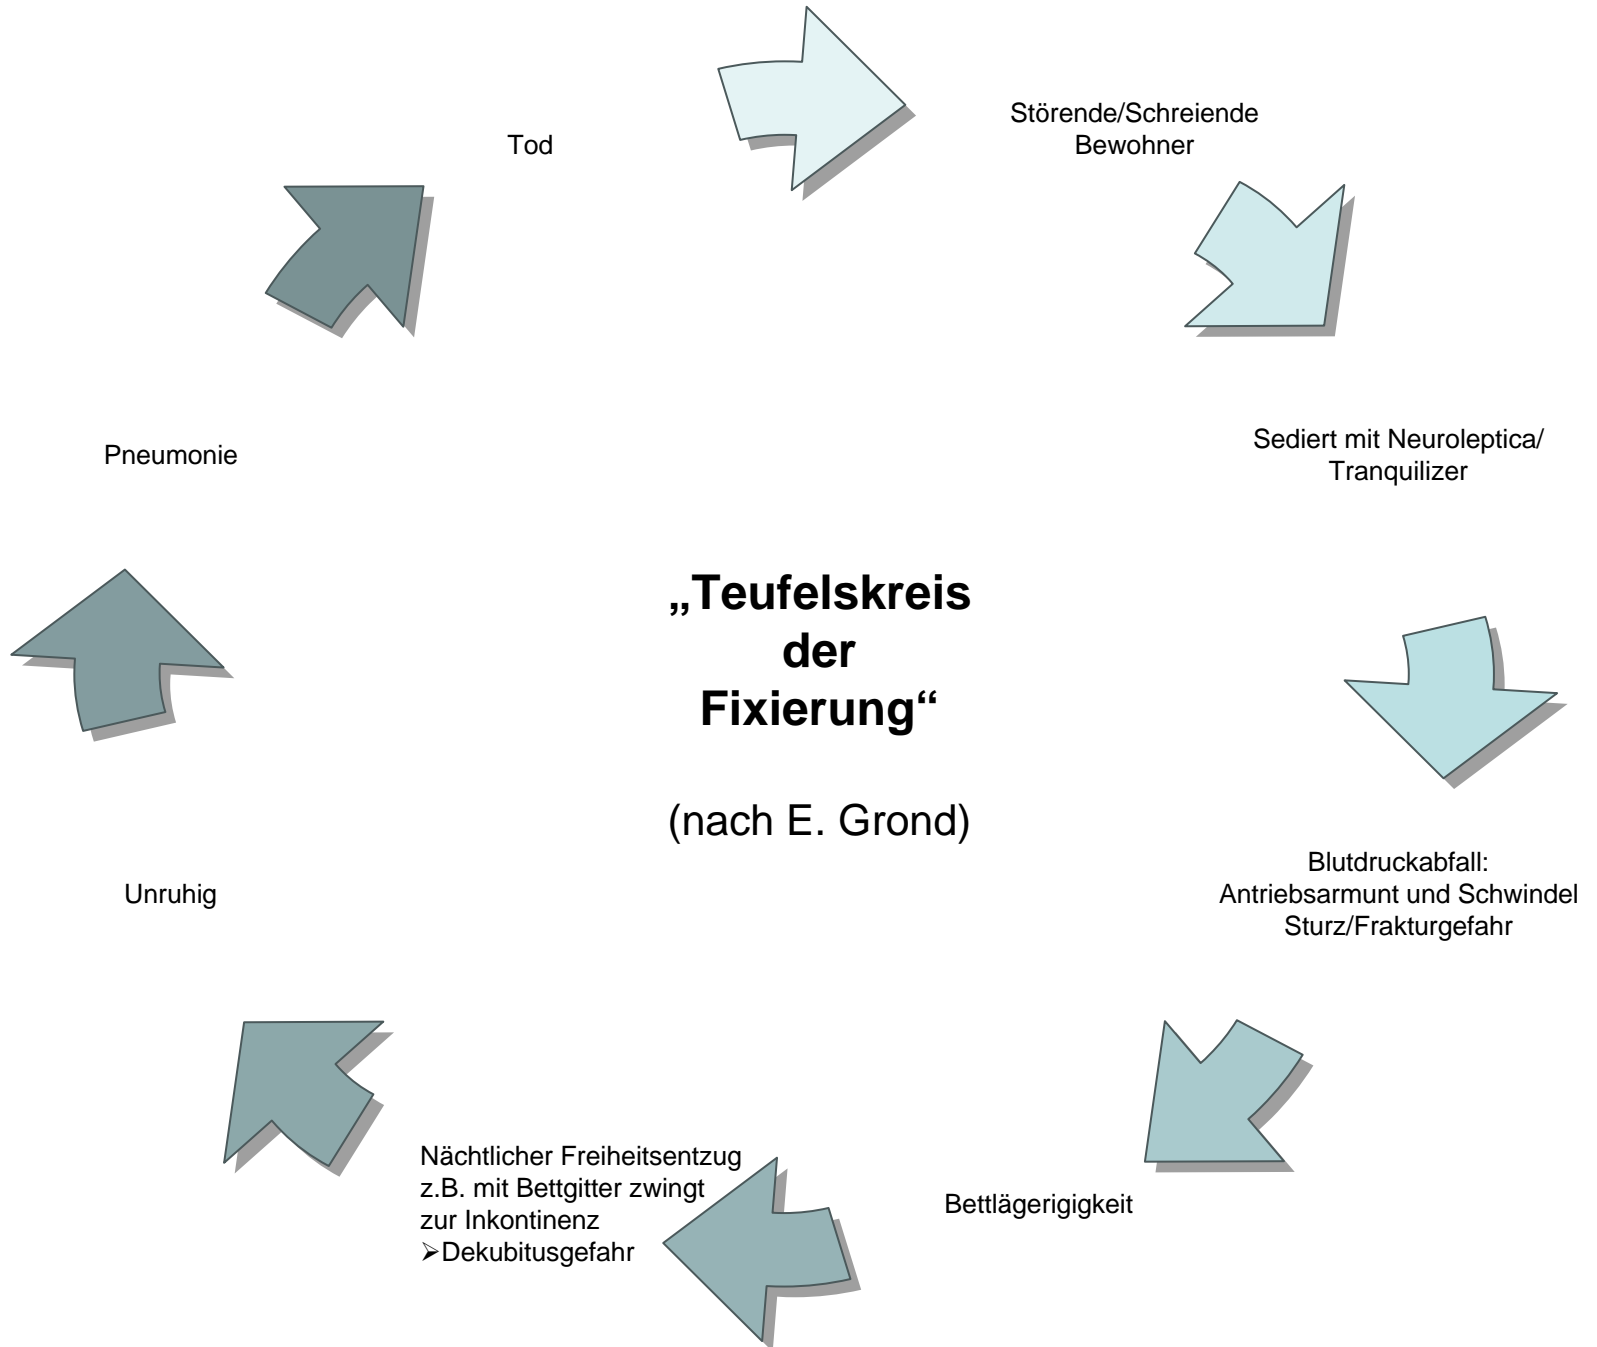 Tod
Störende/Schreiende
Bewohner
Sediert mit Neuroleptica/
Tranquilizer
Blutdruckabfall:
Antriebsarmunt und Schwindel
Sturz/Frakturgefahr
Bettlägerigigkeit
Nächtlicher Freiheitsentzug
z.B. mit Bettgitter zwingt
zur Inkontinenz
➢Dekubitusgefahr
Unruhig
Pneumonie
„Teufelskreis
der
Fixierung“
(nach E. Grond)